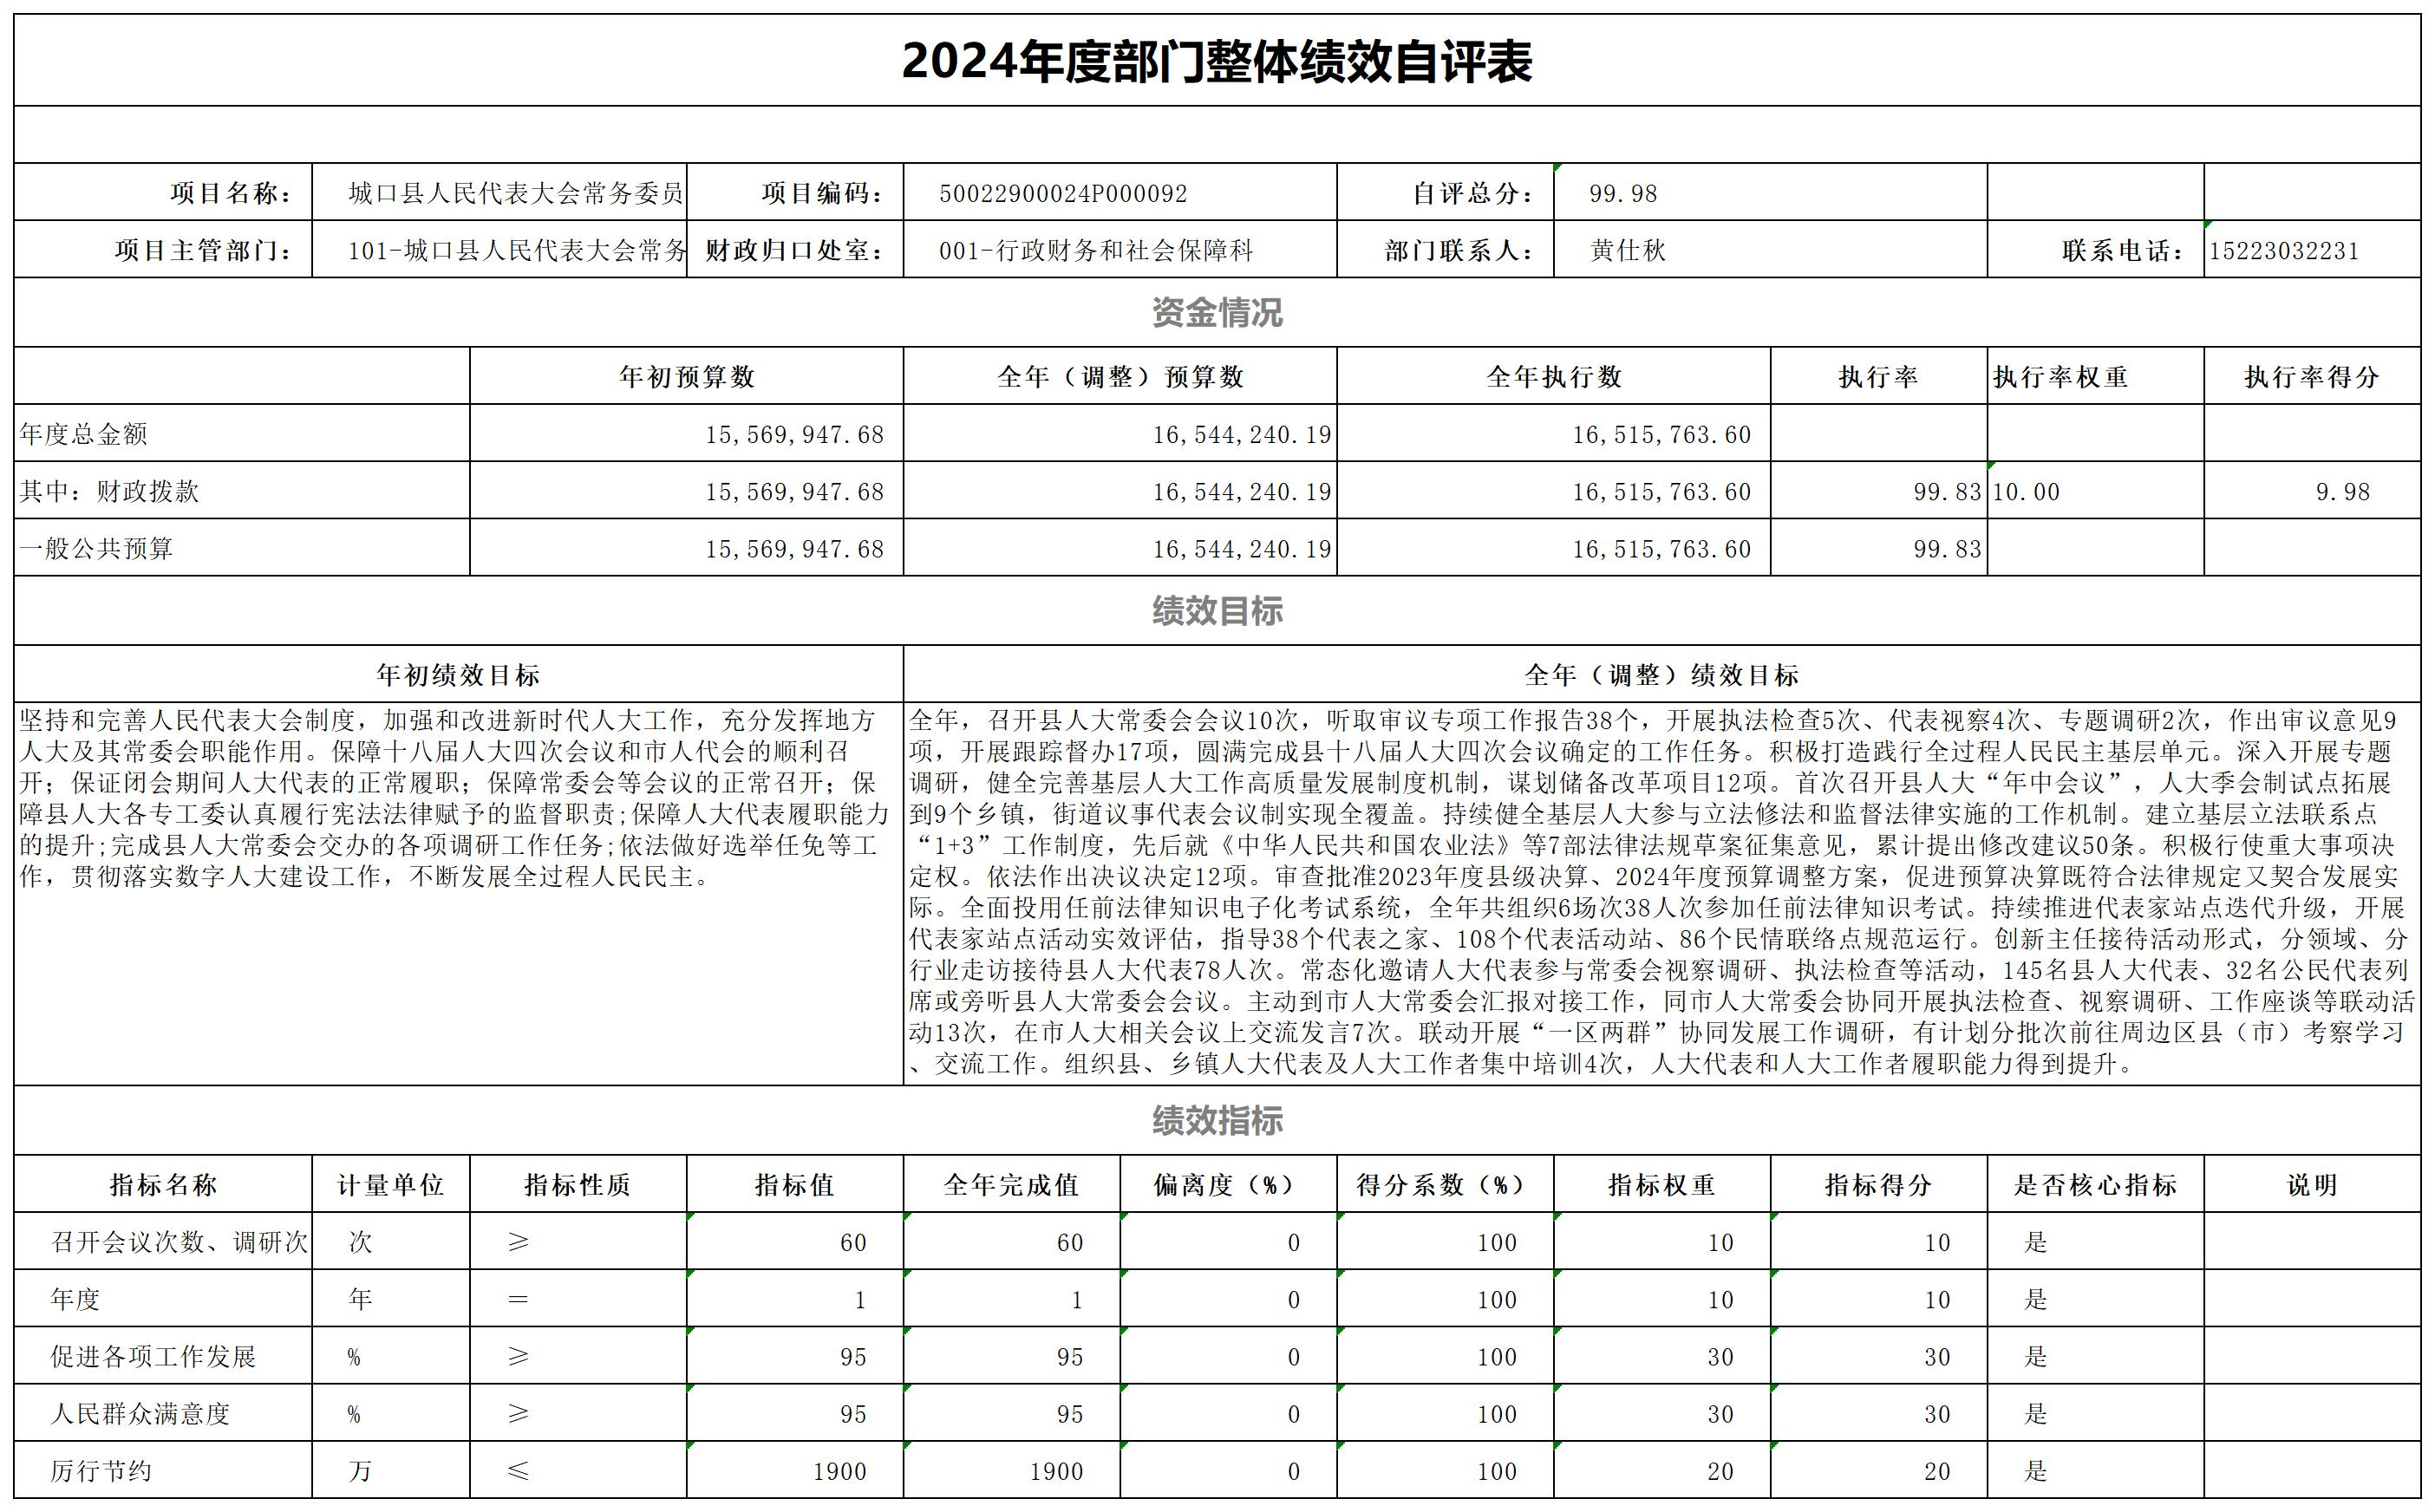 2024年度部门整体绩效自评表
项目名称： 城口县人民代表大会常务委员 项目编码： 50022900024P000092 自评总分： 99.98
项目主管部门： 101-城口县人民代表大会常务 财政归口处室： 001-行政财务和社会保障科 部门联系人： 黄仕秋 联系电话： 15223032231
资金情况
年初预算数 全年（调整）预算数 全年执行数 执行率 执行率权重 执行率得分
年度总金额 15,569,947.68 16,544,240.19 16,515,763.60
其中：财政拨款 15,569,947.68 16,544,240.19 16,515,763.60 99.83 10.00 9.98
一般公共预算 15,569,947.68 16,544,240.19 16,515,763.60 99.83
绩效目标
年初绩效目标 全年（调整）绩效目标
坚持和完善人民代表大会制度，加强和改进新时代人大工作，充分发挥地方
人大及其常委会职能作用。保障十八届人大四次会议和市人代会的顺利召
开；保证闭会期间人大代表的正常履职；保障常委会等会议的正常召开；保
障县人大各专工委认真履行宪法法律赋予的监督职责;保障人大代表履职能力
的提升;完成县人大常委会交办的各项调研工作任务;依法做好选举任免等工
作，贯彻落实数字人大建设工作，不断发展全过程人民民主。
全年，召开县人大常委会会议10次，听取审议专项工作报告38个，开展执法检查5次、代表视察4次、专题调研2次，作出审议意见9
项，开展跟踪督办17项，圆满完成县十八届人大四次会议确定的工作任务。积极打造践行全过程人民民主基层单元。深入开展专题
调研，健全完善基层人大工作高质量发展制度机制，谋划储备改革项目12项。首次召开县人大“年中会议”，人大季会制试点拓展
到9个乡镇，街道议事代表会议制实现全覆盖。持续健全基层人大参与立法修法和监督法律实施的工作机制。建立基层立法联系点
“1+3”工作制度，先后就《中华人民共和国农业法》等7部法律法规草案征集意见，累计提出修改建议50条。积极行使重大事项决
定权。依法作出决议决定12项。审查批准2023年度县级决算、2024年度预算调整方案，促进预算决算既符合法律规定又契合发展实
际。全面投用任前法律知识电子化考试系统，全年共组织6场次38人次参加任前法律知识考试。持续推进代表家站点迭代升级，开展
代表家站点活动实效评估，指导38个代表之家、108个代表活动站、86个民情联络点规范运行。创新主任接待活动形式，分领域、分
行业走访接待县人大代表78人次。常态化邀请人大代表参与常委会视察调研、执法检查等活动，145名县人大代表、32名公民代表列
席或旁听县人大常委会会议。主动到市人大常委会汇报对接工作，同市人大常委会协同开展执法检查、视察调研、工作座谈等联动活
动13次，在市人大相关会议上交流发言7次。联动开展“一区两群”协同发展工作调研，有计划分批次前往周边区县（市）考察学习
、交流工作。组织县、乡镇人大代表及人大工作者集中培训4次，人大代表和人大工作者履职能力得到提升。
绩效指标
指标名称 计量单位 指标性质 指标值 全年完成值 偏离度（%） 得分系数（%） 指标权重 指标得分 是否核心指标 说明
召开会议次数、调研次 次 ≥ 60 60 0 100 10 10 是
年度 年 ＝ 1 1 0 100 10 10 是
促进各项工作发展 % ≥ 95 95 0 100 30 30 是
人民群众满意度 % ≥ 95 95 0 100 30 30 是
厉行节约 万 ≤ 1900 1900 0 100 20 20 是